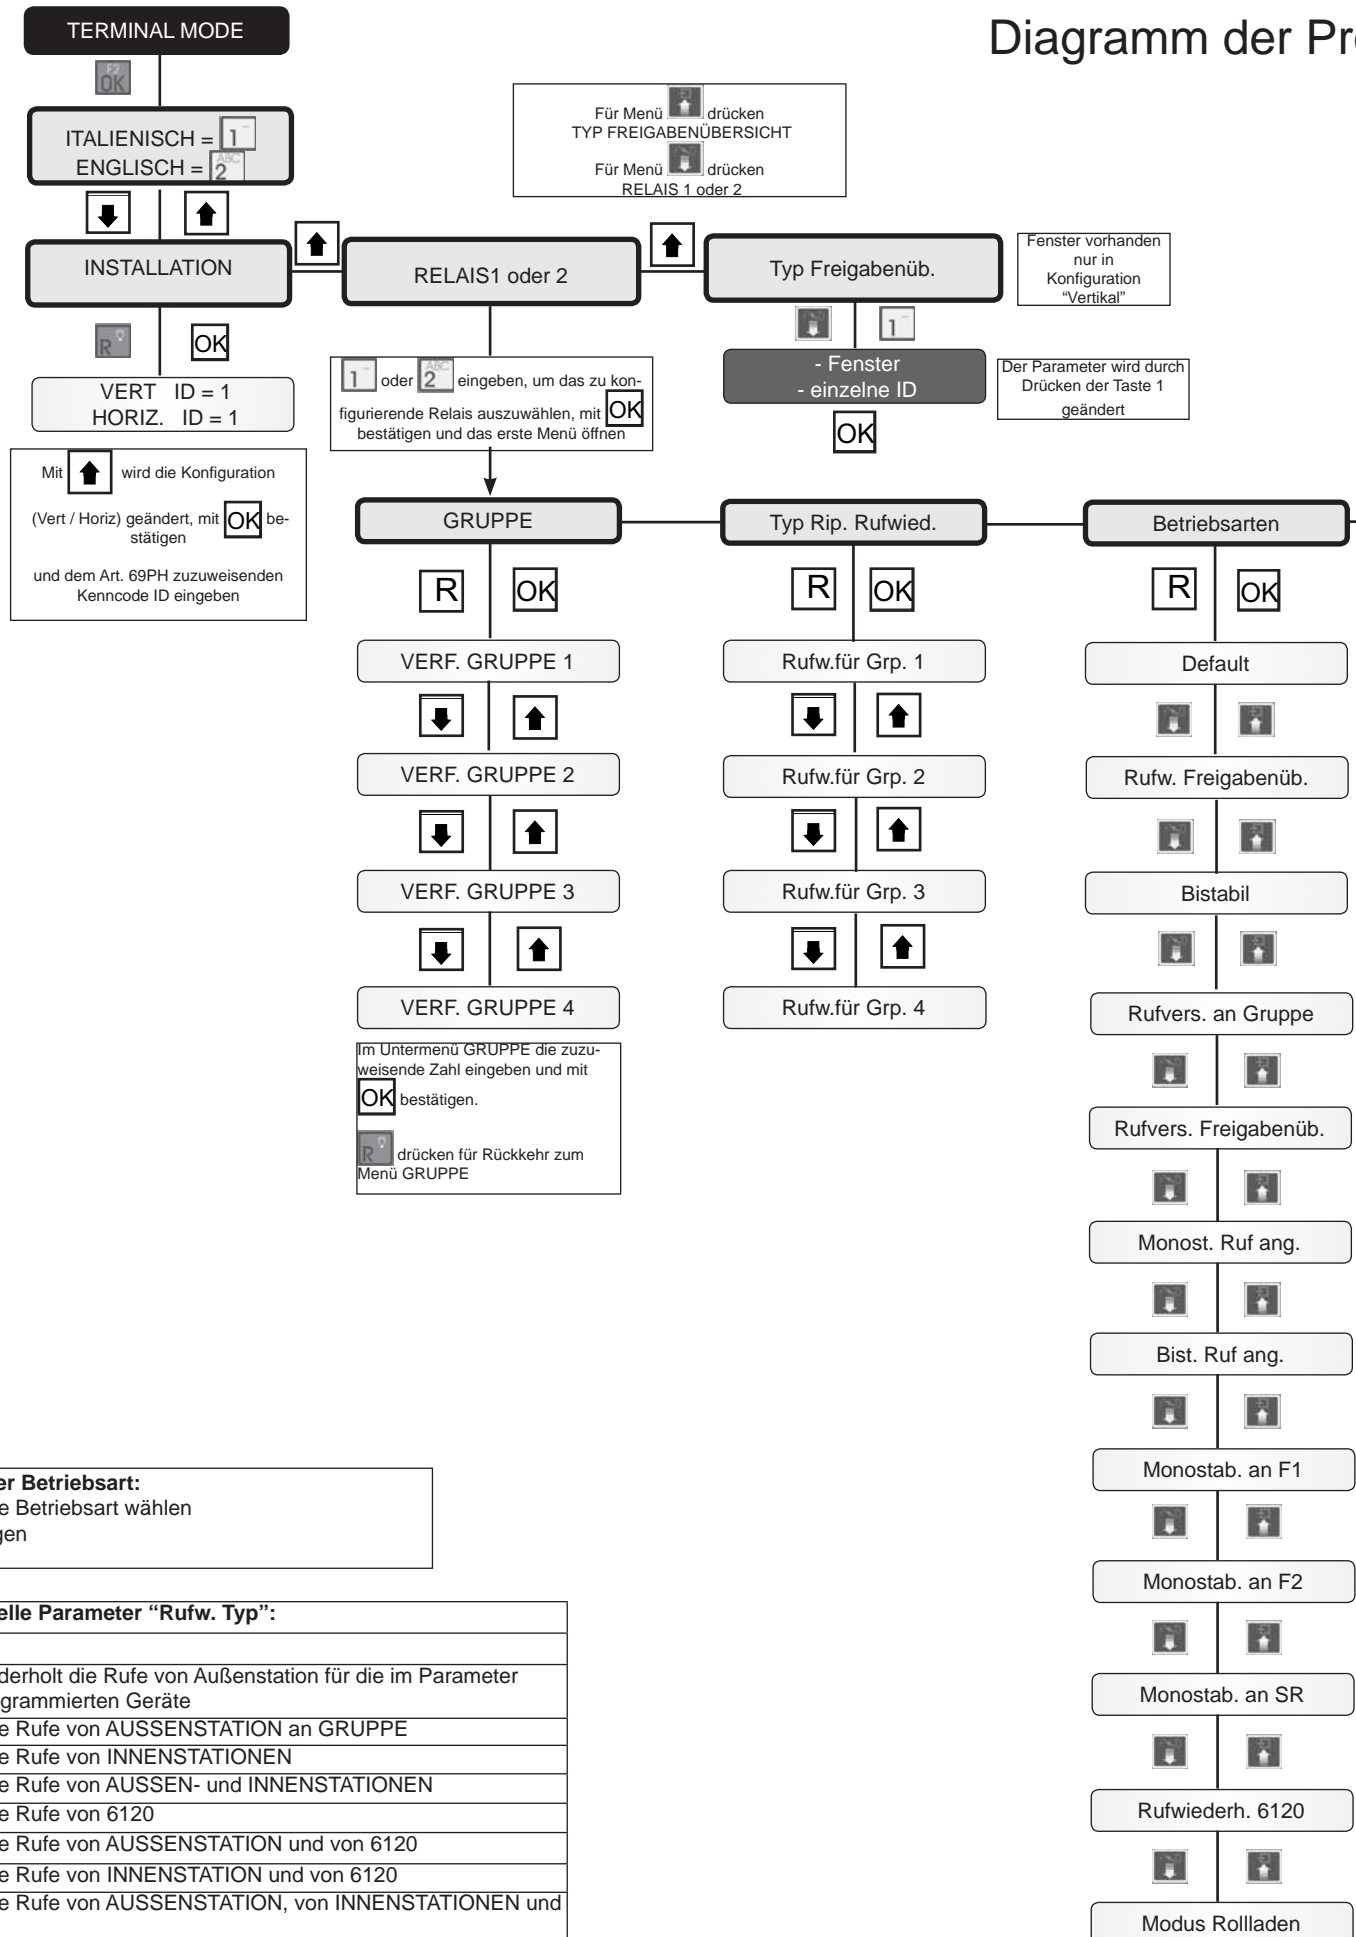 Diagramm der Pr
TERMINAL MODE
F2
OK
ITALIENISCH = 1
ENGLISCH = ABC 2
Für Menü drücken
TYP FREIGABENÜBERSICHT
Für Menü drücken
RELAIS 1 oder 2
INSTALLATION
RELAIS1 oder 2
Typ Freigabenüb.
Fenster vorhanden
nur in
Konfiguration
“Vertikal”
R OK
1
VERT ID = 1
HORIZ. ID = 1
1 oder ABC 2 eingeben, um das zu kon-
figurierende Relais auszuwählen, mit OK
bestätigen und das erste Menü öffnen
- Fenster
- einzelne ID
OK
Der Parameter wird durch
Drücken der Taste 1
geändert
Mit wird die Konfiguration
(Vert / Horiz) geändert, mit OK be-
stätigen
und dem Art. 69PH zuzuweisenden
Kenncode ID eingeben
GRUPPE
Typ Rip. Rufwied.
Betriebsarten
R OK
R OK
R OK
VERF. GRUPPE 1
VERF. GRUPPE 2
VERF. GRUPPE 3
VERF. GRUPPE 4
Im Untermenü GRUPPE die zuzu-
weisende Zahl eingeben und mit
OK bestätigen.
R drücken für Rückkehr zum
Menü GRUPPE
Rufw.für Grp. 1
Rufw.für Grp. 2
Rufw.für Grp. 3
Rufw.für Grp. 4
Default
Rufw. Freigabenüb.
Bistabil
Rufvers. an Gruppe
Rufvers. Freigabenüb.
Monost. Ruf ang.
Bist. Ruf ang.
Monostab. an F1
Monostab. an F2
Monostab. an SR
Rufwiederh. 6120
Modus Rollladen
er Betriebsart:
e Betriebsart wählen
gen
elle Parameter “Rufw. Typ”:
derholt die Rufe von Außenstation für die im Parameter
grammierten Geräte
e Rufe von AUSSENSTATION an GRUPPE
e Rufe von INNENSTATIONEN
e Rufe von AUSSEN- und INNENSTATIONEN
e Rufe von 6120
e Rufe von AUSSENSTATION und von 6120
e Rufe von INNENSTATION und von 6120
e Rufe von AUSSENSTATION, von INNENSTATIONEN und